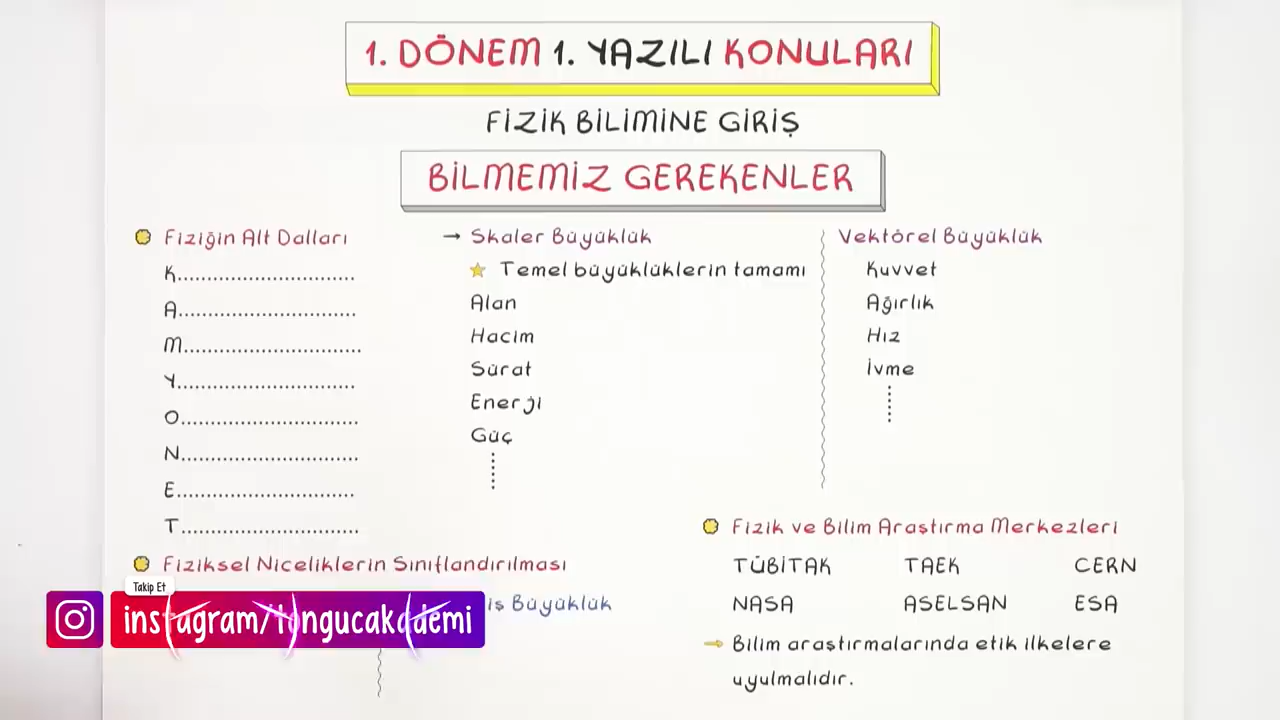 1. DÖNEM 1. YAZILI KONULARI
FİZİK BİLİMİNE GİRİŞ
BİLMEMİZ GEREKENLER
Fiziğin Alt Dalları
K..............................
A..............................
M..............................
Y..............................
O..............................
N..............................
E..............................
T..............................
Fiziksel Niceliklerin Sınıflandırılması
iş Büyüklük
Takip Et
instagram/tongucakademi
→ Skaler Büyüklük
Temel büyüklüklerin tamamı
Alan
Hacim
Sürat
Enerji
Güç
Vektörel Büyüklük
Kuvvet
Ağırlık
Hız
İvme
Fizik ve Bilim Araştırma Merkezleri
TÜBİTAK TAEK CERN
NASA ASELSAN ESA
→ Bilim araştırmalarında etik ilkelere
uyulmalıdır.